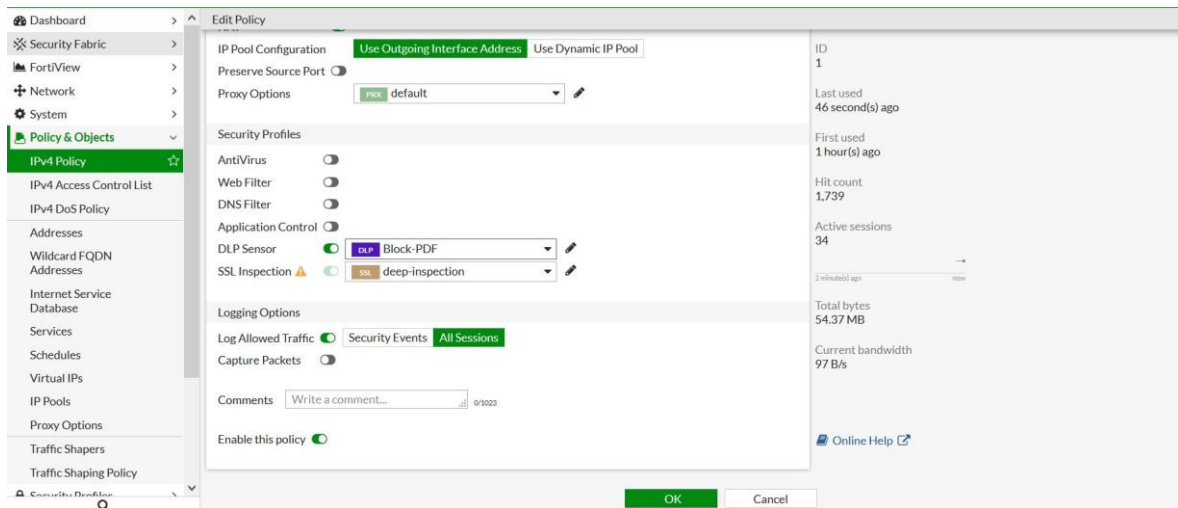 Dashboard
Security Fabric
FortiView
Network
System
Policy & Objects
IPv4 Policy
IPv4 Access Control List
IPv4 DoS Policy
Addresses
Wildcard FQDN
Addresses
Internet Service
Database
Services
Schedules
Virtual IPs
IP Pools
Proxy Options
Traffic Shapers
Traffic Shaping Policy
Security Profiles
Edit Policy
IP Pool Configuration Use Outgoing Interface Address Use Dynamic IP Pool
Preserve Source Port
Proxy Options PRX default
Security Profiles
AntiVirus
Web Filter
DNS Filter
Application Control
DLP Sensor DLP Block-PDF
SSL Inspection SSL deep-inspection
Logging Options
Log Allowed Traffic Security Events All Sessions
Capture Packets
Comments Write a comment... 0/1023
Enable this policy
OK Cancel
ID
1
Last used
46 second(s) ago
First used
1 hour(s) ago
Hit count
1,739
Active sessions
34
2 minute(s) ago now
Total bytes
54.37 MB
Current bandwidth
97 B/s
Online Help